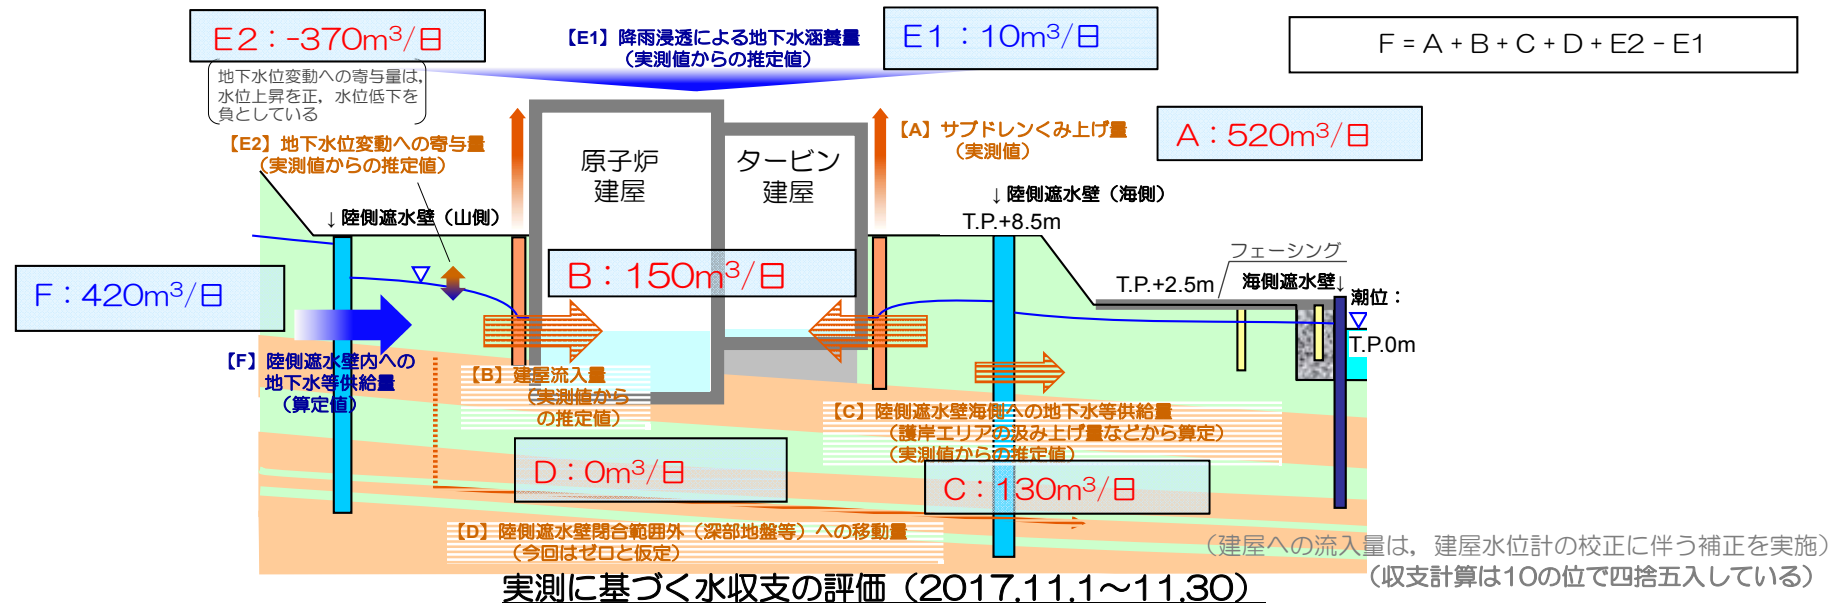 E2：-370m³/日
【E1】降雨浸透による地下水涵養量
（実測値からの推定値）
E1：10m³/日
F = A + B + C + D + E2 - E1
地下水位変動への寄与量は，
水位上昇を正，水位低下を
負としている
【E2】地下水位変動への寄与量
（実測値からの推定値）
【A】サブドレンくみ上げ量
（実測値）
A：520m³/日
原子炉
建屋
タービン
建屋
↓陸側遮水壁（山側）
↓陸側遮水壁（海側）
T.P.+8.5m
フェーシング
T.P.+2.5m
海側遮水壁↓
潮位：
T.P.0m
F：420m³/日
B：150m³/日
【F】陸側遮水壁内への
地下水等供給量
（算定値）
【B】建屋流入量
（実測値から
の推定値）
【C】陸側遮水壁海側への地下水等供給量
（護岸エリアの汲み上げ量などから算定）
（実測値からの推定値）
D：0m³/日
C：130m³/日
【D】陸側遮水壁閉合範囲外（深部地盤等）への移動量
（今回はゼロと仮定）
（建屋への流入量は，建屋水位計の校正に伴う補正を実施）
（収支計算は10の位で四捨五入している）
実測に基づく水収支の評価（2017.11.1～11.30）